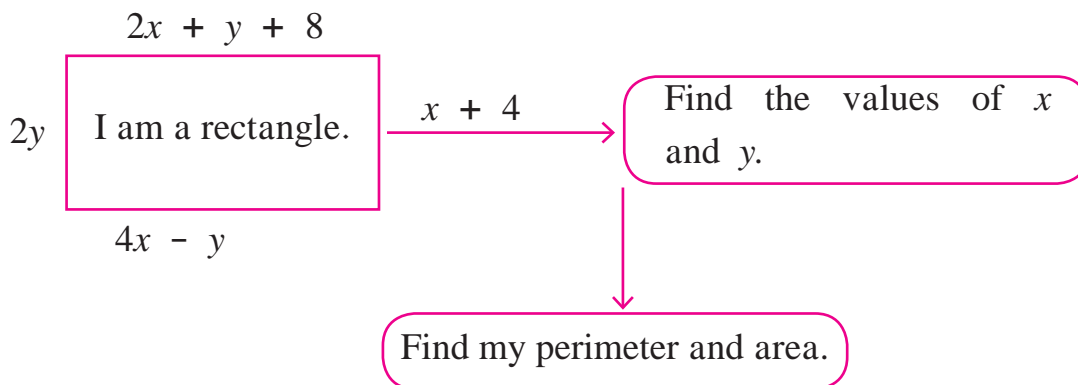 2x + y + 8
2y
I am a rectangle.
x + 4
Find the values of x
and y.
4x - y
Find my perimeter and area.